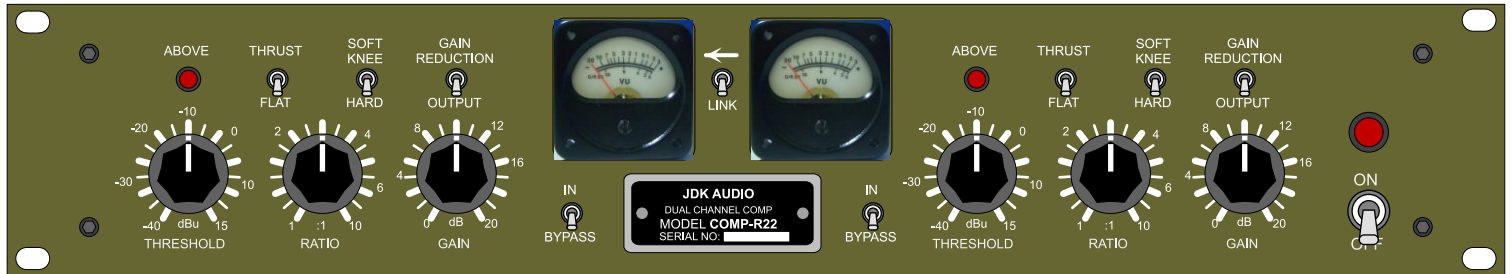 ABOVE
THRUST
FLAT
SOFT
KNEE
HARD
GAIN
REDUCTION
OUTPUT
-40
-30
-20
-10
0
10
15
dBu
THRESHOLD
1
2
4
6
10
:1
RATIO
0
4
8
12
16
20
dB
GAIN
VU
LINK
VU
IN
BYPASS
JDK AUDIO
DUAL CHANNEL COMP
MODEL COMP-R22
SERIAL NO:
IN
BYPASS
ABOVE
THRUST
FLAT
SOFT
KNEE
HARD
GAIN
REDUCTION
OUTPUT
-40
-30
-20
-10
0
10
15
dBu
THRESHOLD
1
2
4
6
10
:1
RATIO
0
4
8
12
16
20
dB
GAIN
ON
OFF